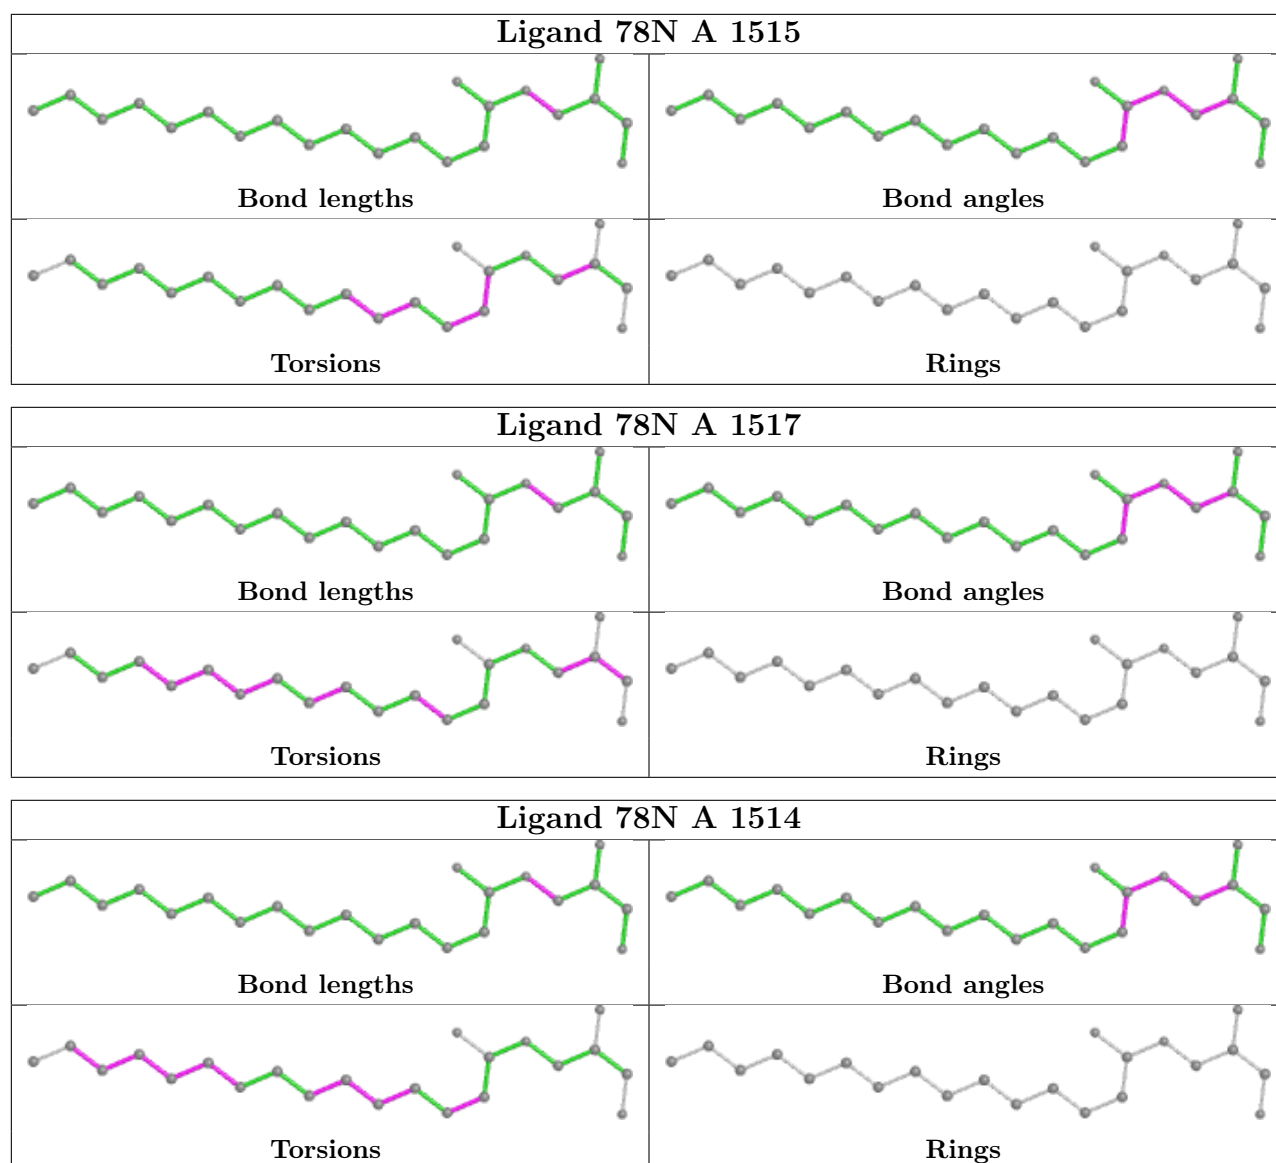 Ligand 78N A 1515
Bond lengths
Bond angles
Torsions
Rings
Ligand 78N A 1517
Bond lengths
Bond angles
Torsions
Rings
Ligand 78N A 1514
Bond lengths
Bond angles
Torsions
Rings